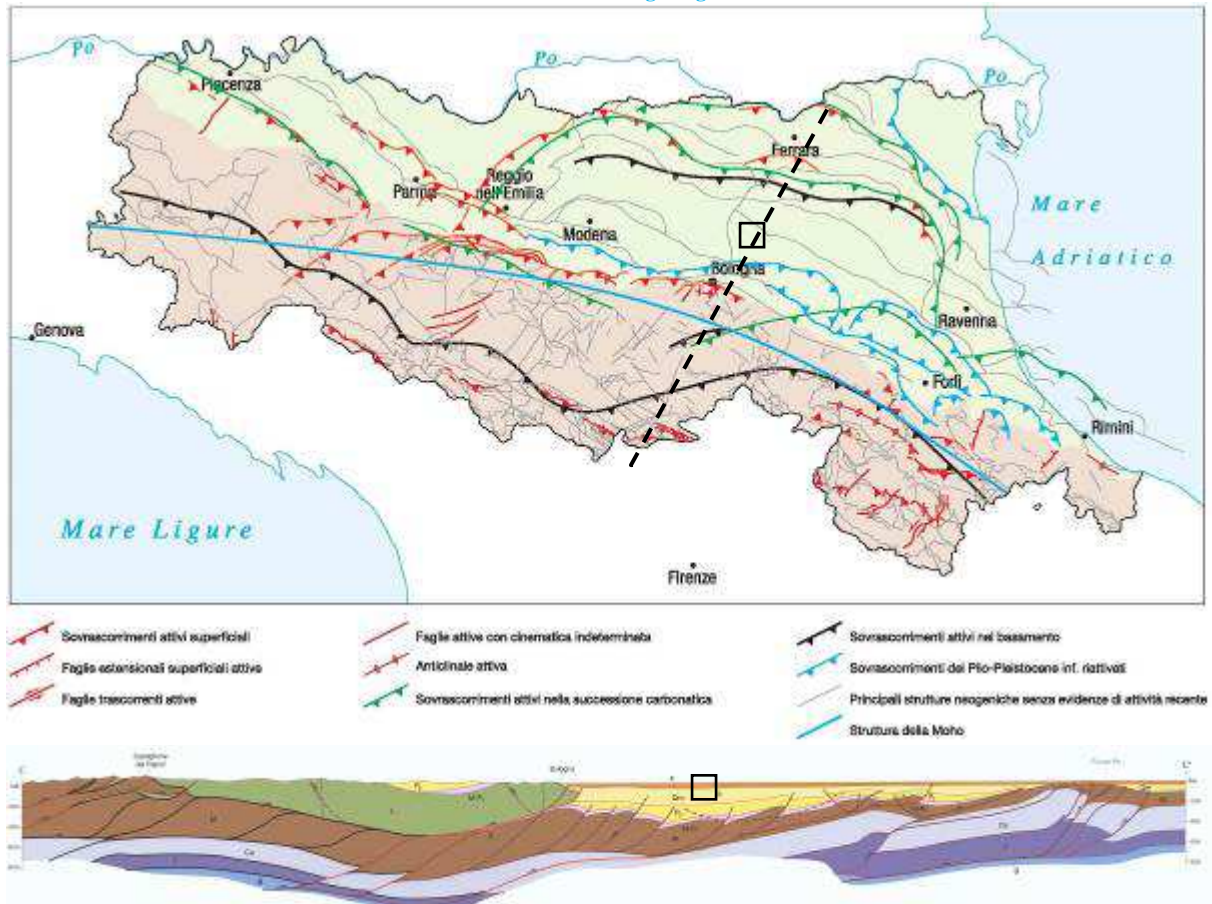 Po
Po
Po
Piacenza
Ferrara
Parma
Reggio
nell'Emilia
Modena
Mare
Adriatico
Bologna
Genova
Ravenna
Forlì
Rimini
Mare Ligure
Firenze
Sovrascorrimenti attivi superficiali
Faglie estensionali superficiali attive
Faglie trascorrenti attive
Faglie attive con cinematica indeterminata
Anticlinale attiva
Sovrascorrimenti attivi nella successione carbonatica
Sovrascorrimenti attivi nel basamento
Sovrascorrimenti del Plio-Pleistocene inf. riattivati
Principali strutture neogeniche senza evidenze di attività recente
Struttura della Moho
Bologna